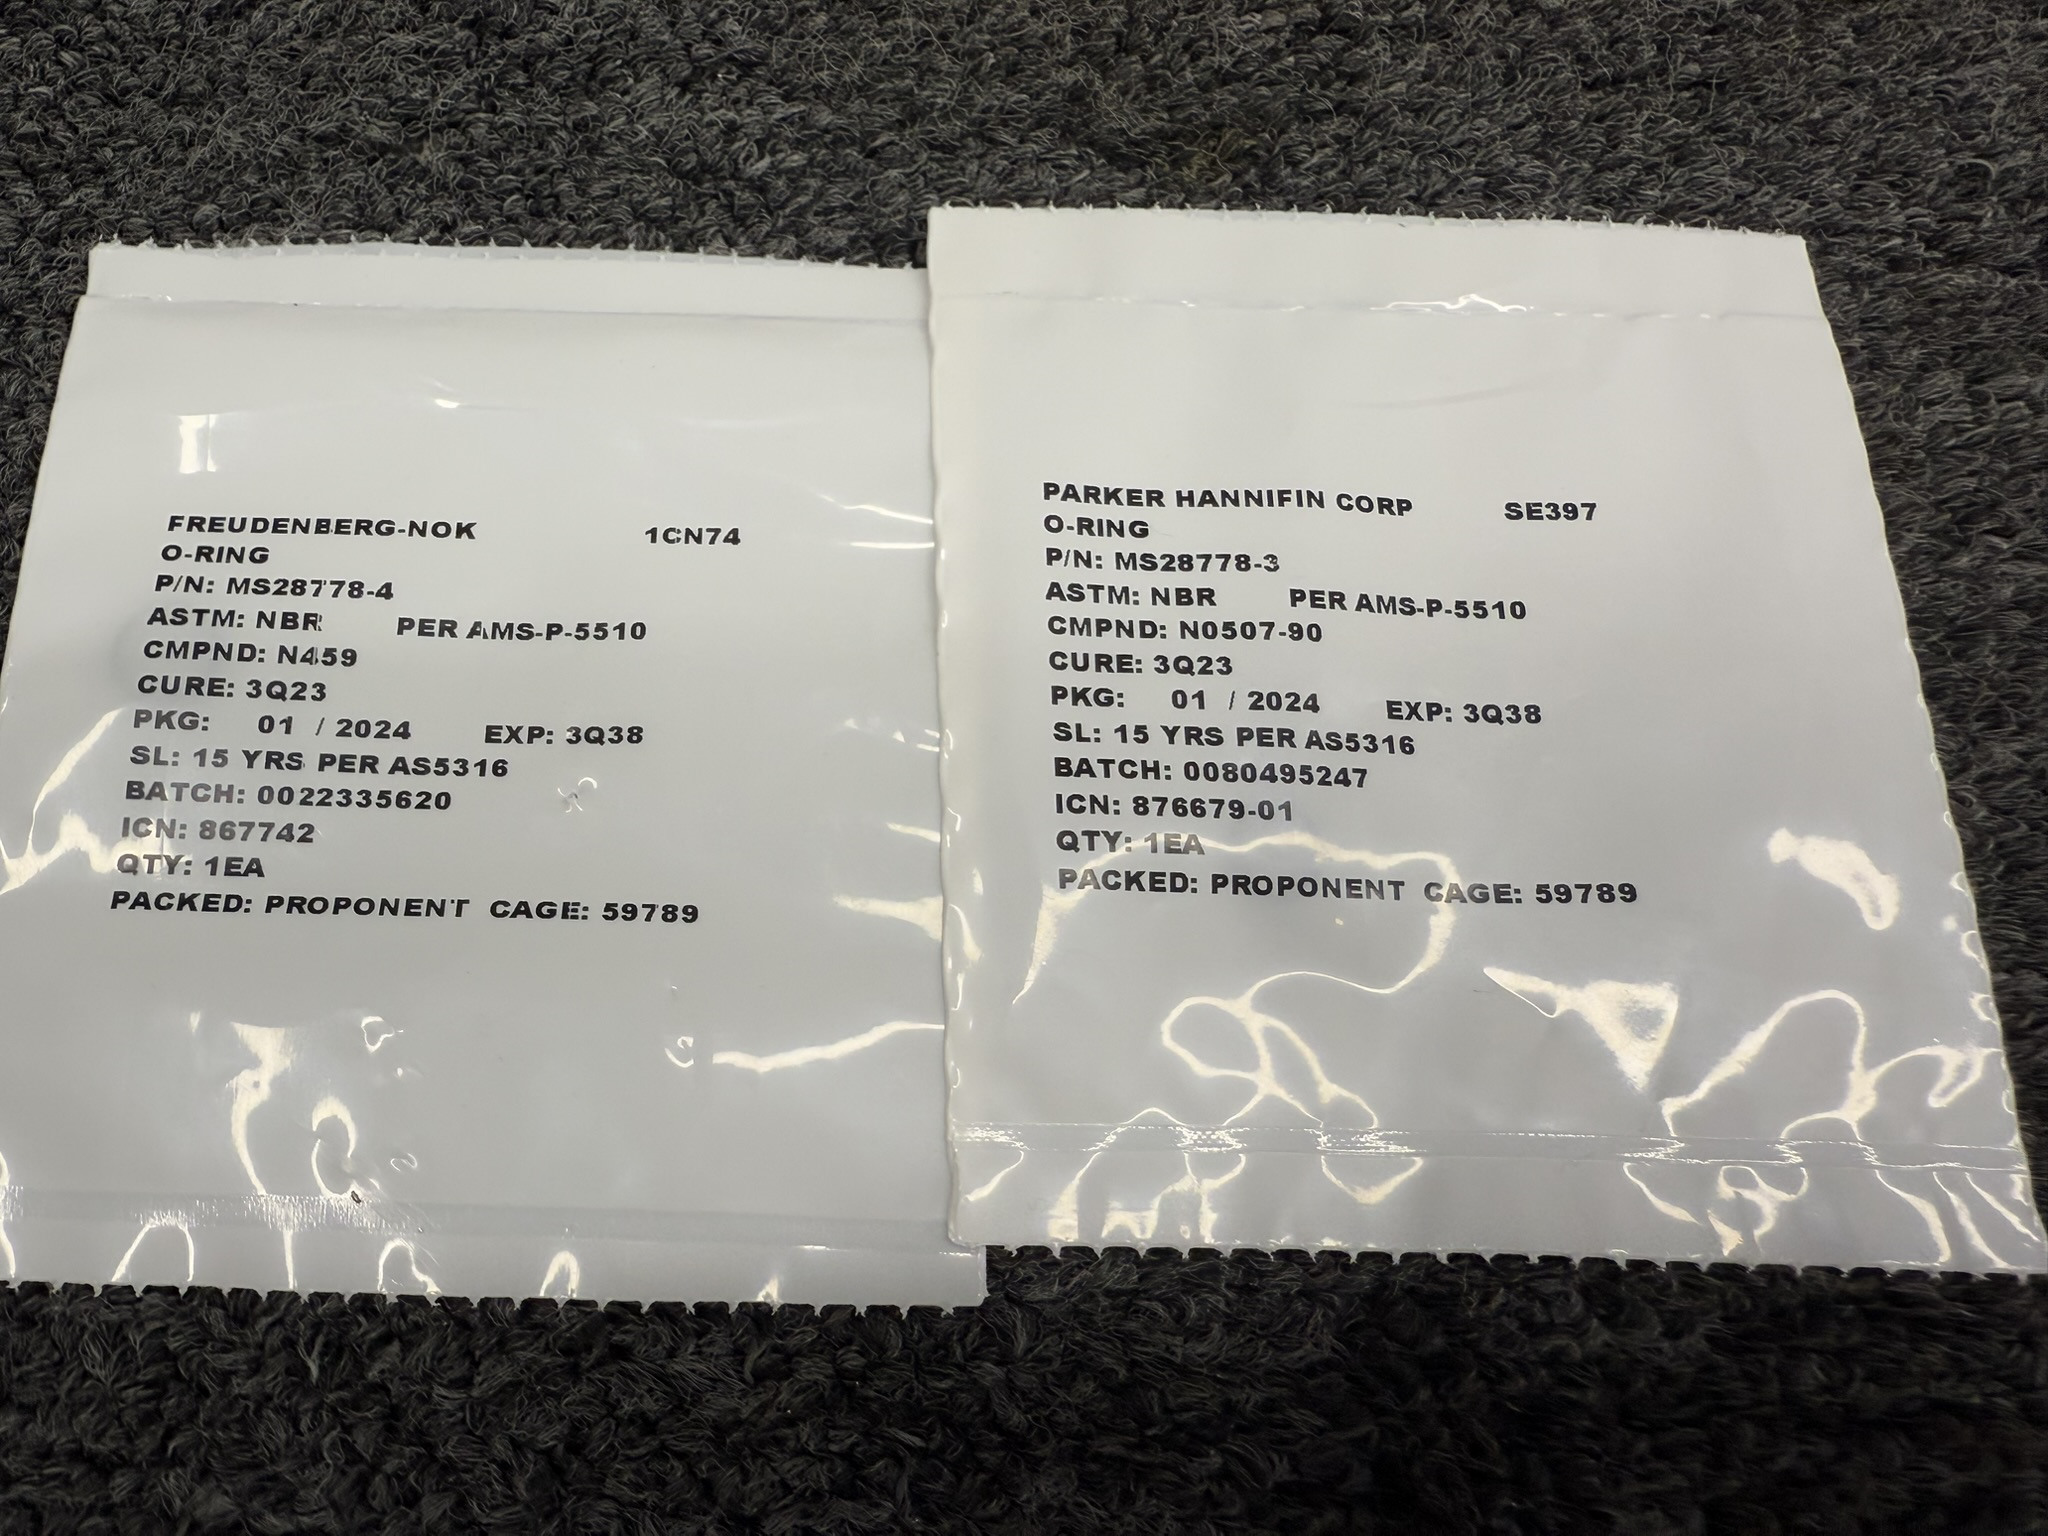 FREUDENBERG-NOK 1CN74
O-RING
P/N: MS28778-4
ASTM: NBR PER AMS-P-5510
CMPND: N459
CURE: 3Q23
PKG: 01 / 2024 EXP: 3Q38
SL: 15 YRS PER AS5316
BATCH: 0022335620
ICN: 867742
QTY: 1EA
PACKED: PROPONENT CAGE: 59789
PARKER HANNIFIN CORP SE397
O-RING
P/N: MS28778-3
ASTM: NBR PER AMS-P-5510
CMPND: N0507-90
CURE: 3Q23
PKG: 01 / 2024 EXP: 3Q38
SL: 15 YRS PER AS5316
BATCH: 0080495247
ICN: 876679-01
QTY: 1EA
PACKED: PROPONENT CAGE: 59789